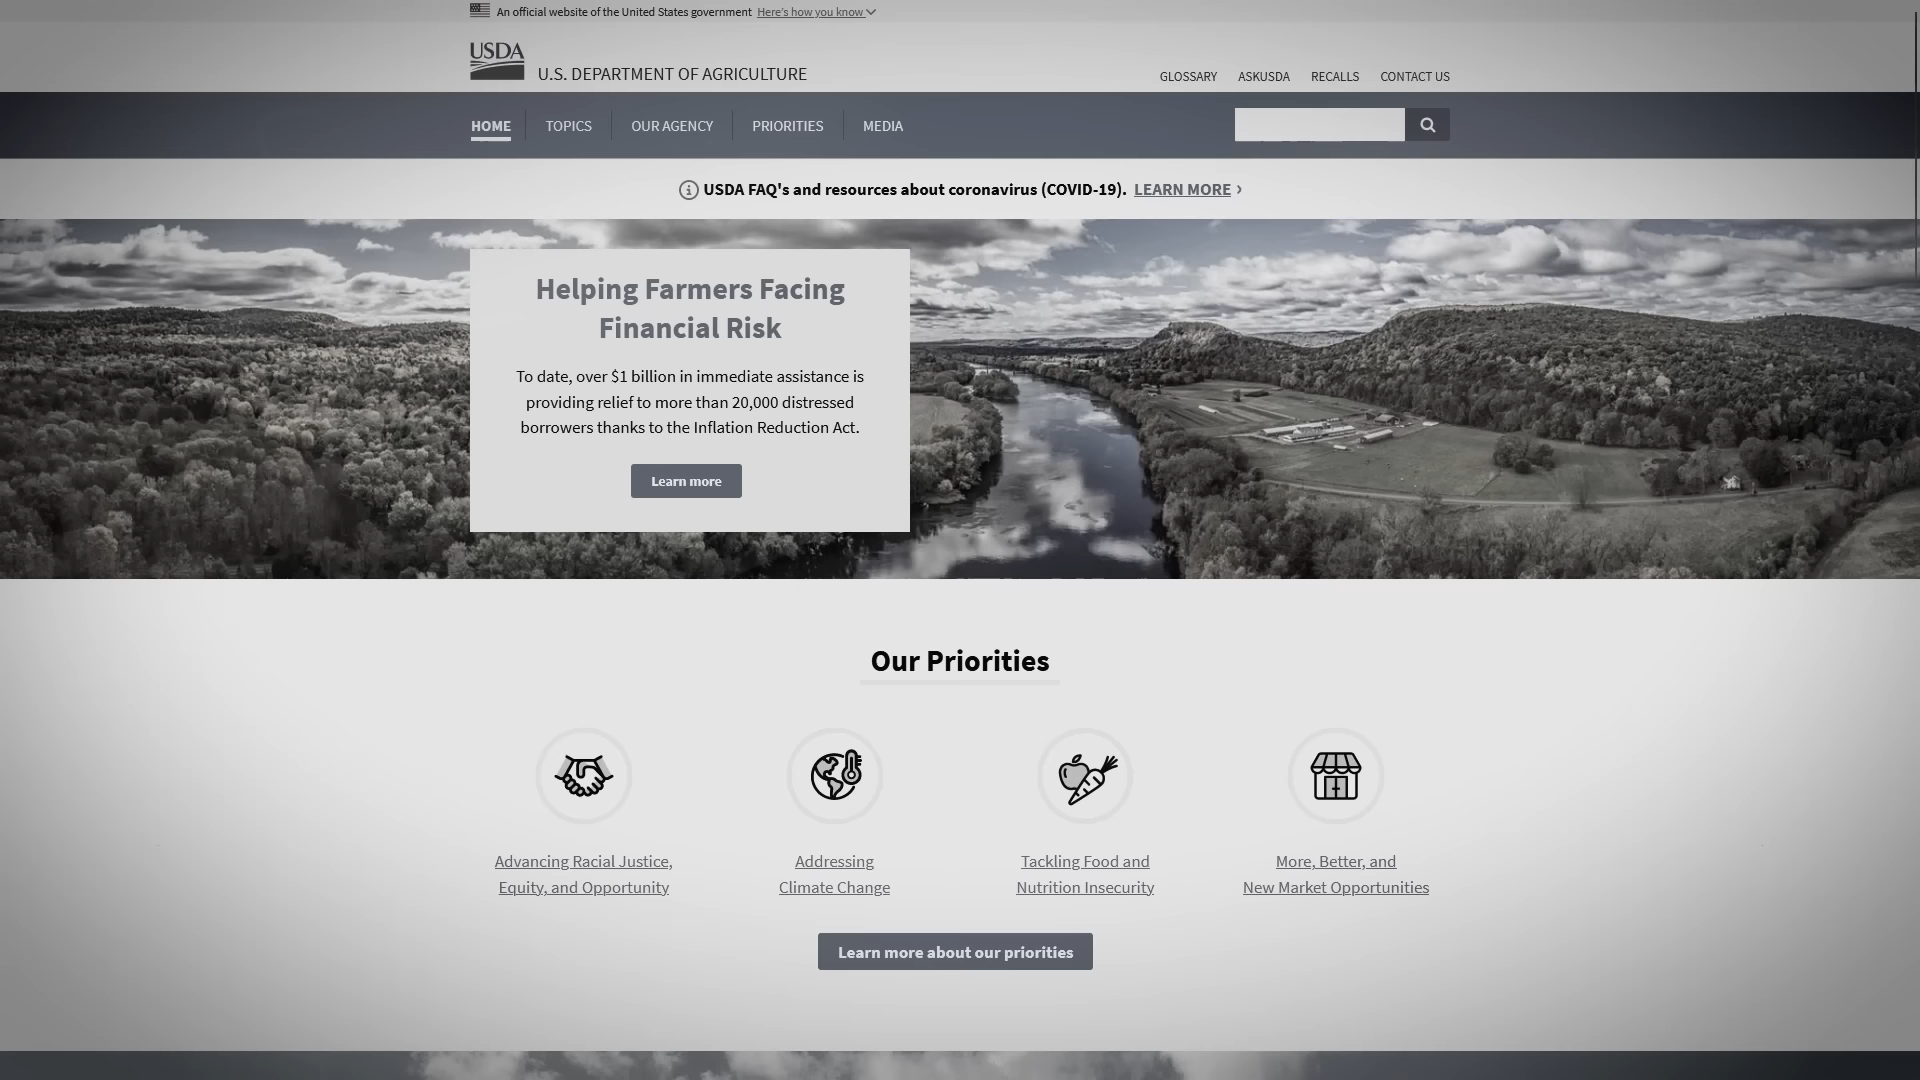 An official website of the United States government Here's how you know
USDA
U.S. DEPARTMENT OF AGRICULTURE
GLOSSARY ASKUSDA RECALLS CONTACT US
HOME TOPICS OUR AGENCY PRIORITIES MEDIA
USDA FAQ's and resources about coronavirus (COVID-19). LEARN MORE ›
Helping Farmers Facing
Financial Risk
To date, over $1 billion in immediate assistance is
providing relief to more than 20,000 distressed
borrowers thanks to the Inflation Reduction Act.
Learn more
Our Priorities
Advancing Racial Justice,
Equity, and Opportunity
Addressing
Climate Change
Tackling Food and
Nutrition Insecurity
More, Better, and
New Market Opportunities
Learn more about our priorities